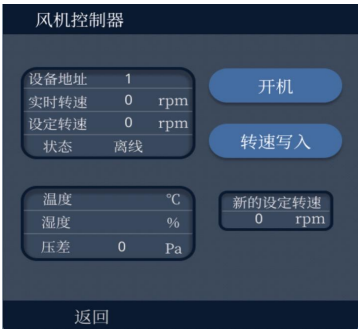 风机控制器
设备地址 1
实时转速 0 rpm
设定转速 0 rpm
状态 离线
开机
转速写入
温度 ℃
湿度 %
压差 0 Pa
新的设定转速
0 rpm
返回